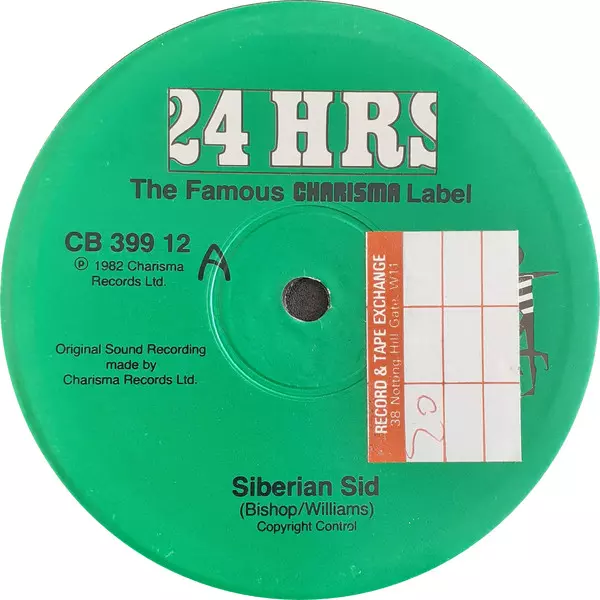 24 HRS
The Famous CHARISMA Label
CB 399 12
A
℗ 1982 Charisma
Records Ltd.
Original Sound Recording
made by
Charisma Records Ltd.
RECORD & TAPE EXCHANGE
38 Notting Hill Gate, W11
20
Siberian Sid
(Bishop/Williams)
Copyright Control